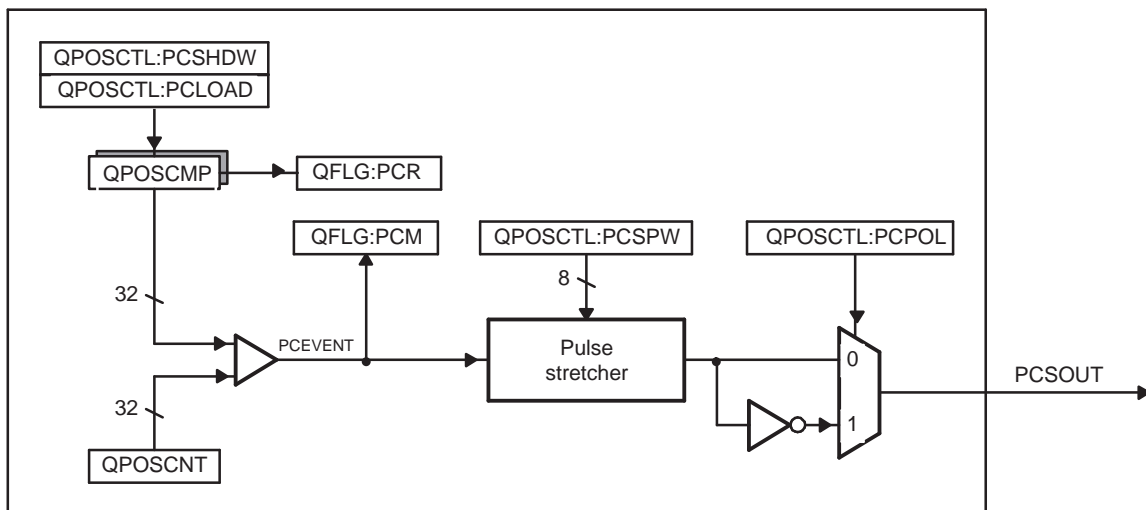 QPOSCTL:PCSHDW
QPOSCTL:PCLOAD
QPOSCMP
QFLG:PCR
QFLG:PCM
QPOSCTL:PCSPW
QPOSCTL:PCPOL
32
8
PCEVENT
Pulse
stretcher
0
PCSOUT
32
1
QPOSCNT